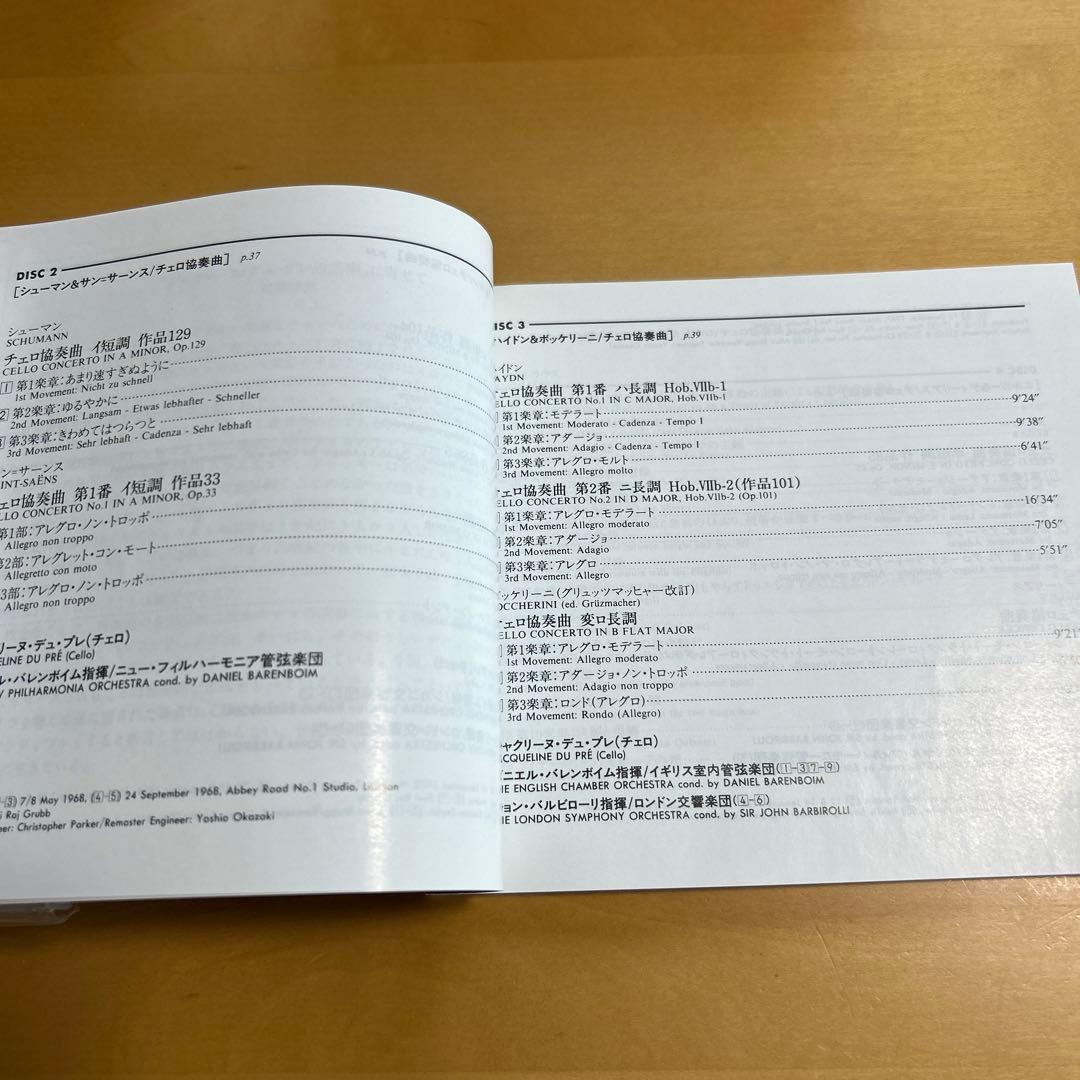 DISC 2
[シューマン&サン=サーンス/チェロ協奏曲] p.37
シューマン
SCHUMANN
チェロ協奏曲 イ短調 作品129
CELLO CONCERTO IN A MINOR, Op.129
1 第1楽章:あまり速すぎぬように
1st Movement: Nicht zu schnell
2 第2楽章:ゆるやかに
2nd Movement: Langsam - Etwas lebhafter - Schneller
第3楽章:きわめてはつらつと
3rd Movement: Sehr lebhaft - Cadenza - Sehr lebhaft
ン=サーンス
INT-SAËNS
ェロ協奏曲 第1番 イ短調 作品33
ELLO CONCERTO No.1 IN A MINOR, Op.33
第1部:アレグロ・ノン・トロッポ
Allegro non troppo
第2部:アレグレット・コン・モート
Allegretto con moto
3部:アレグロ・ノン・トロッポ
Allegro non troppo
リーヌ・デュ・プレ(チェロ)
ELINE DU PRÉ (Cello)
ル・バレンボイム指揮/ニュー・フィルハーモニア管弦楽団
PHILHARMONIA ORCHESTRA cond. by DANIEL BARENBOIM
3) 7/8 May 1968, (4-5) 24 September 1968, Abbey Road No.1 Studio, London
Raj Grubb
eer: Christopher Parker/Remaster Engineer: Yoshio Okazaki
ISC 3
ハイドン&ボッケリーニ/チェロ協奏曲] p.39
イドン
AYDN
ェロ協奏曲 第1番 ハ長調 Hob.VIIb-1
ELLO CONCERTO No.1 IN C MAJOR, Hob.VIIb-1
第1楽章:モデラート 9'24"
1st Movement: Moderato - Cadenza - Tempo I
第2楽章:アダージョ 9'38"
2nd Movement: Adagio - Cadenza - Tempo I
第3楽章:アレグロ・モルト 6'41"
3rd Movement: Allegro molto
ェロ協奏曲 第2番 ニ長調 Hob.VIIb-2(作品101)
ELLO CONCERTO No.2 IN D MAJOR, Hob.VIIb-2 (Op.101)
第1楽章:アレグロ・モデラート 16'34"
1st Movement: Allegro moderato
第2楽章:アダージョ 7'05"
2nd Movement: Adagio
第3楽章:アレグロ 5'51"
3rd Movement: Allegro
ッケリーニ(グリュッツマッヒャー改訂)
OCCHERINI (ed. Grüzmacher)
ェロ協奏曲 変ロ長調
ELLO CONCERTO IN B FLAT MAJOR
第1楽章:アレグロ・モデラート 9'21"
1st Movement: Allegro moderato
第2楽章:アダージョ・ノン・トロッポ
2nd Movement: Adagio non troppo
第3楽章:ロンド(アレグロ)
3rd Movement: Rondo (Allegro)
ャクリーヌ・デュ・プレ(チェロ)
ACQUELINE DU PRÉ (Cello)
ニエル・バレンボイム指揮/イギリス室内管弦楽団(1-37-9)
HE ENGLISH CHAMBER ORCHESTRA cond. by DANIEL BARENBOIM
ョン・バルビローリ指揮/ロンドン交響楽団(4-6)
HE LONDON SYMPHONY ORCHESTRA cond. by SIR JOHN BARBIROLLI